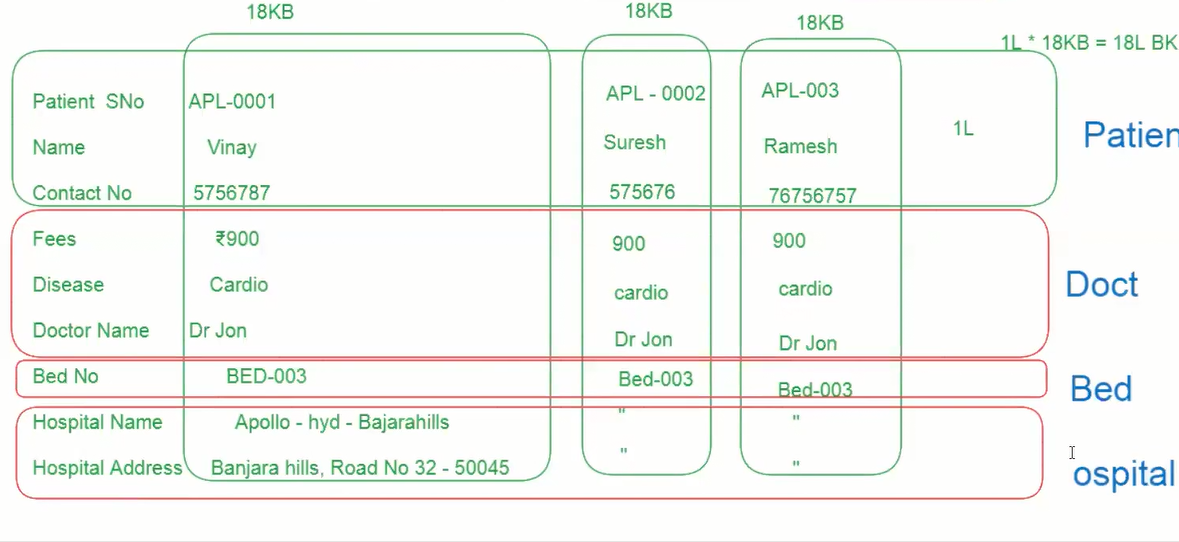 18KB 18KB 18KB
1L * 18KB = 18L BK
Patient SNo APL-0001 APL - 0002 APL-003
Name Vinay Suresh Ramesh 1L Patien
Contact No 5756787 575676 76756757
Fees ₹900 900 900
Disease Cardio cardio cardio Doct
Doctor Name Dr Jon Dr Jon Dr Jon
Bed No BED-003 Bed-003 Bed-003 Bed
Hospital Name Apollo - hyd - Bajarahills " "
Hospital Address Banjara hills, Road No 32 - 50045 " " ospital